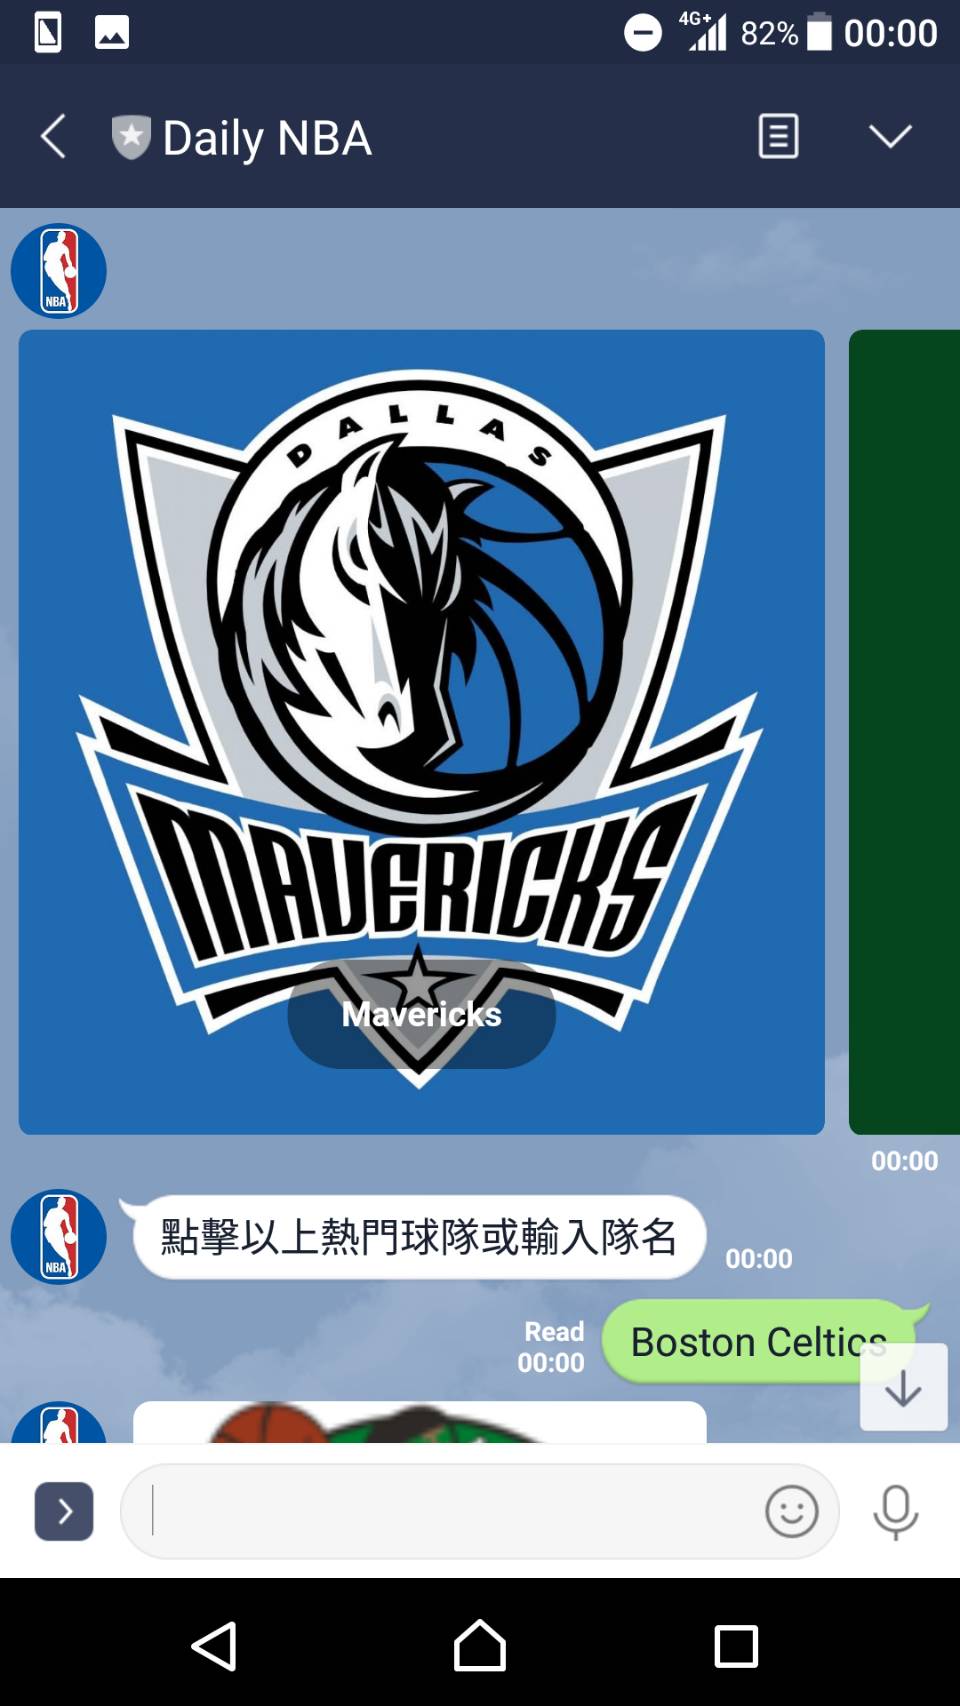 4G+ 82% 00:00
Daily NBA
NBA
DALLAS
MAVERICKS
Mavericks
00:00
NBA
點擊以上熱門球隊或輸入隊名
00:00
Read
00:00
Boston Celtics